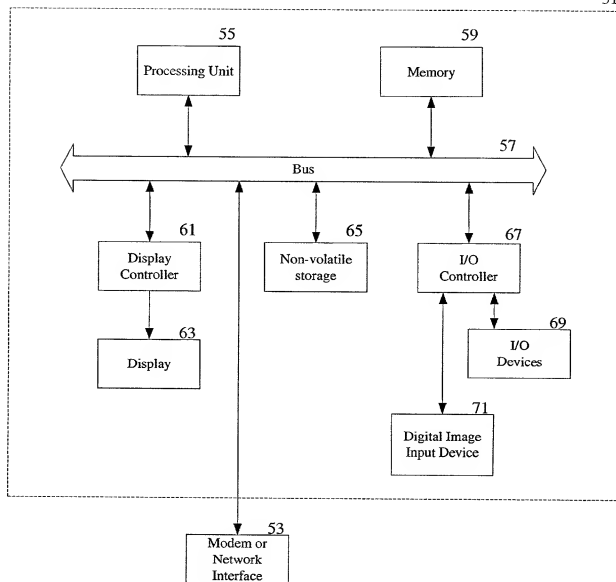 55
59
Processing Unit
Memory
57
Bus
61
65
67
Display
Controller
Non-volatile
storage
I/O
Controller
63
69
Display
I/O
Devices
71
Digital Image
Input Device
53
Modem or
Network
Interface